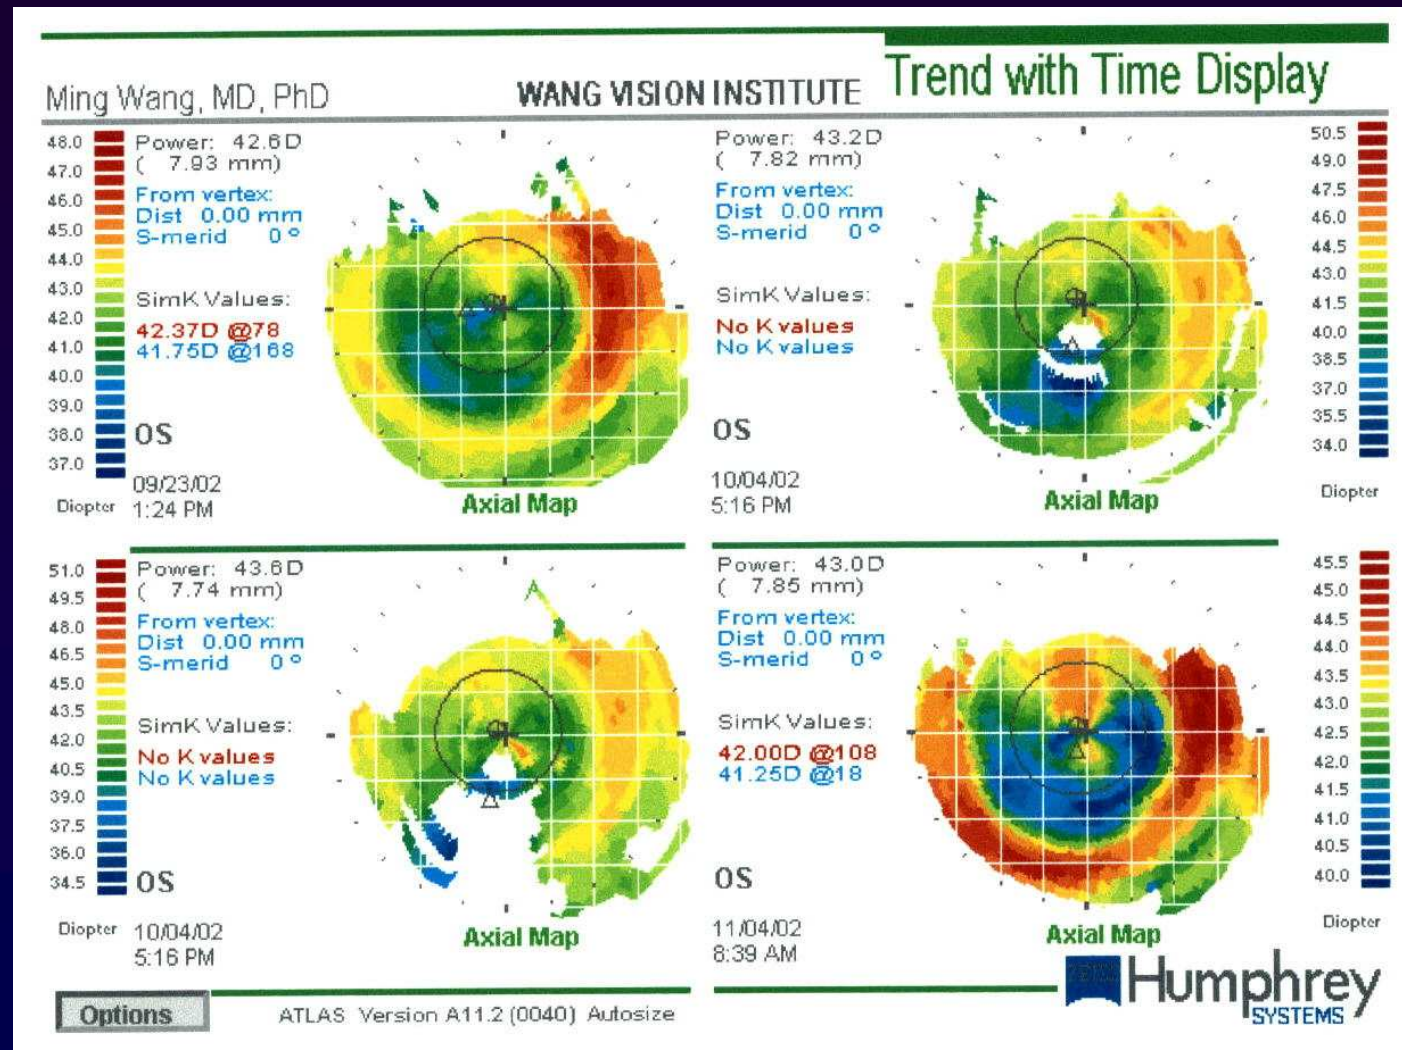 Ming Wang, MD, PhD
WANG VISION INSTITUTE
Trend with Time Display
48.0
47.0
46.0
45.0
44.0
43.0
42.0
41.0
40.0
39.0
38.0
37.0
Diopter
Power: 42.6D
( 7.93 mm)
From vertex:
Dist 0.00 mm
S-merid 0°
SimK Values:
42.37D @78
41.75D @168
OS
09/23/02
1:24 PM
Axial Map
Power: 43.2D
( 7.82 mm)
From vertex:
Dist 0.00 mm
S-merid 0°
SimK Values:
No K values
No K values
OS
10/04/02
5:16 PM
Axial Map
50.5
49.0
47.5
46.0
44.5
43.0
41.5
40.0
38.5
37.0
35.5
34.0
Diopter
51.0
49.5
48.0
46.5
45.0
43.5
42.0
40.5
39.0
37.5
36.0
34.5
Diopter
Power: 43.6D
( 7.74 mm)
From vertex:
Dist 0.00 mm
S-merid 0°
SimK Values:
No K values
No K values
OS
10/04/02
5:16 PM
Axial Map
Power: 43.0D
( 7.85 mm)
From vertex:
Dist 0.00 mm
S-merid 0°
SimK Values:
42.00D @108
41.25D @18
OS
11/04/02
8:39 AM
Axial Map
45.5
45.0
44.5
44.0
43.5
43.0
42.5
42.0
41.5
41.0
40.5
40.0
Diopter
Options
ATLAS Version A11.2 (0040) Autosize
Humphrey
SYSTEMS